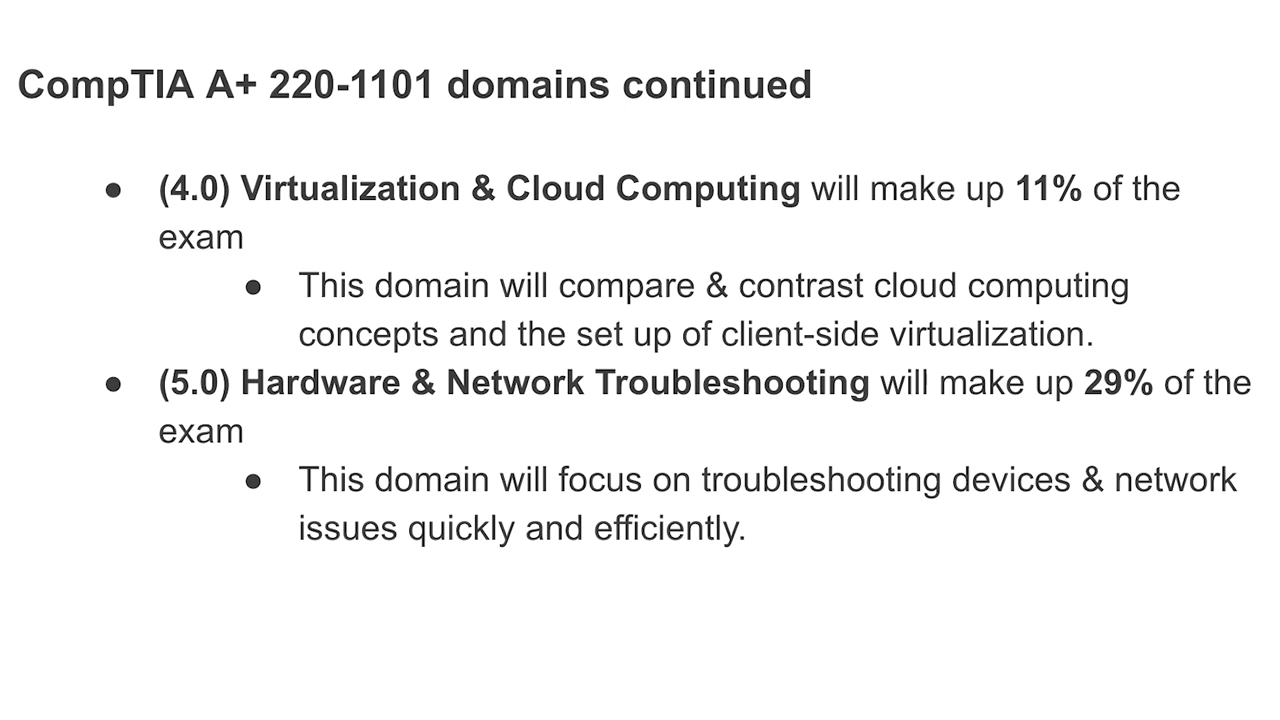 CompTIA A+ 220-1101 domains continued
● (4.0) Virtualization & Cloud Computing will make up 11% of the
exam
● This domain will compare & contrast cloud computing
concepts and the set up of client-side virtualization.
● (5.0) Hardware & Network Troubleshooting will make up 29% of the
exam
● This domain will focus on troubleshooting devices & network
issues quickly and efficiently.